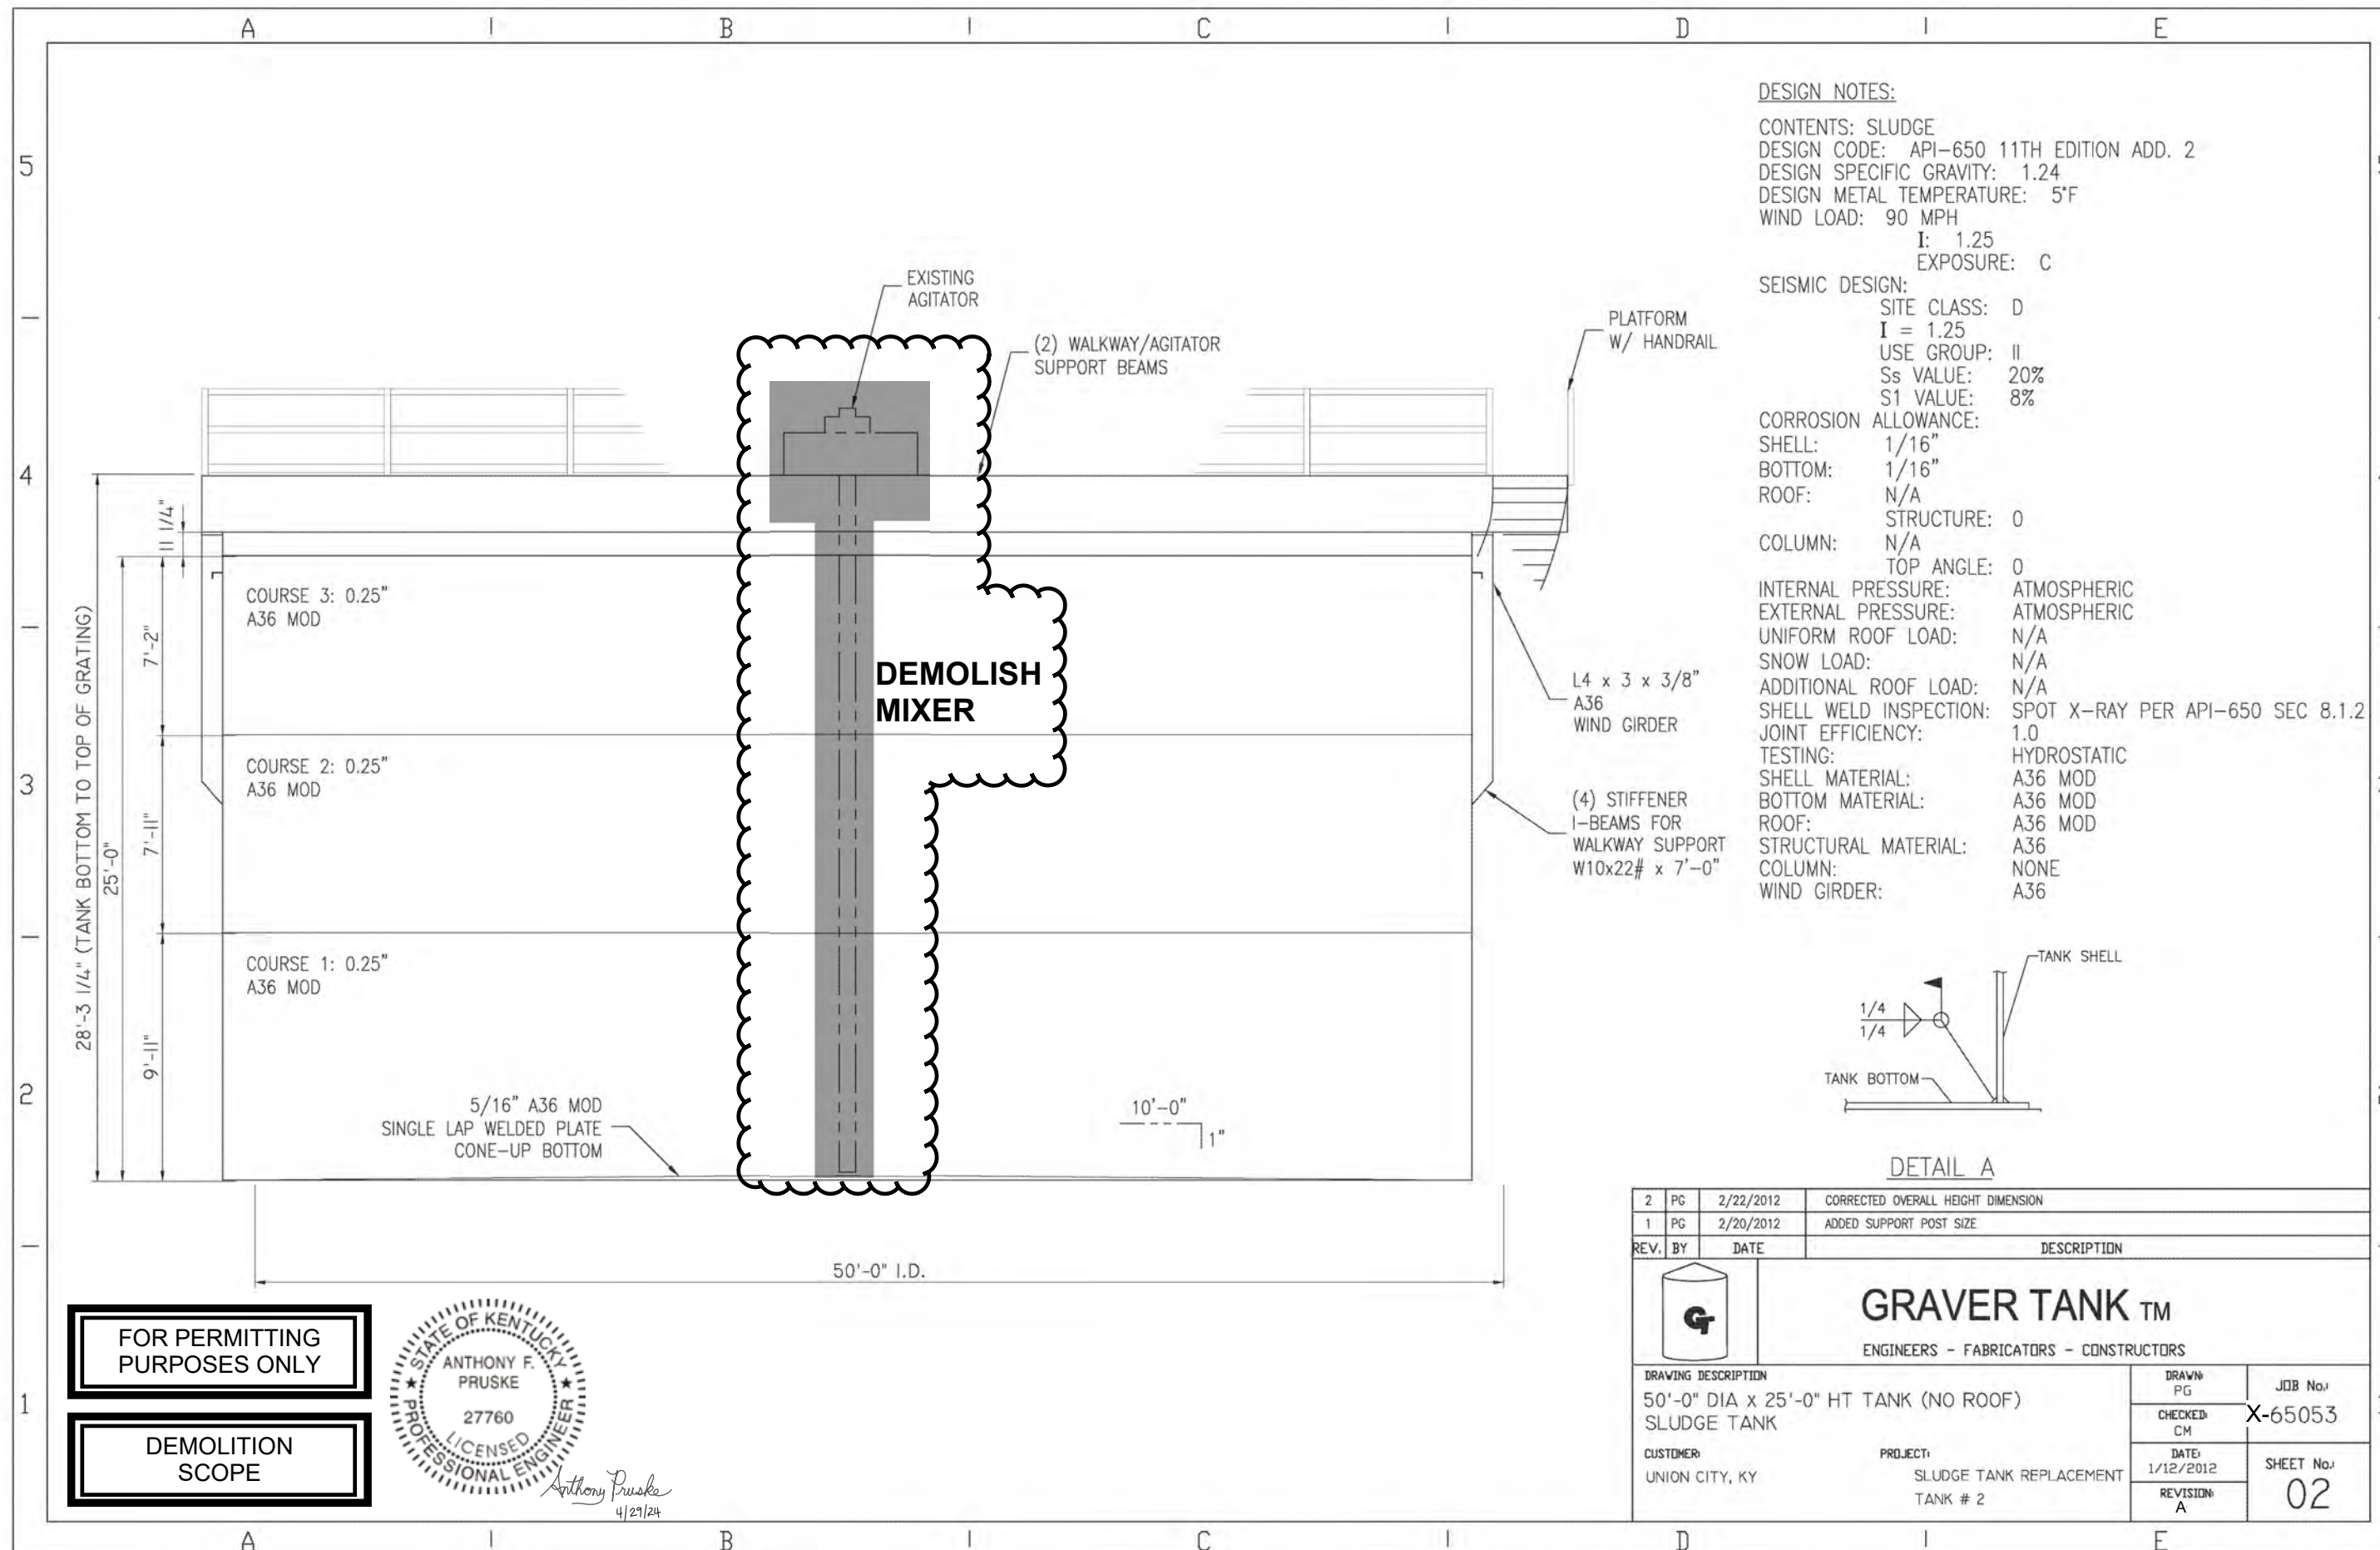 A B C D E
5
4
3
2
1
DESIGN NOTES:
CONTENTS: SLUDGE
DESIGN CODE: API-650 11TH EDITION ADD. 2
DESIGN SPECIFIC GRAVITY: 1.24
DESIGN METAL TEMPERATURE: 5°F
WIND LOAD: 90 MPH
I: 1.25
EXPOSURE: C
SEISMIC DESIGN:
SITE CLASS: D
I = 1.25
USE GROUP: II
Ss VALUE: 20%
S1 VALUE: 8%
CORROSION ALLOWANCE:
SHELL: 1/16"
BOTTOM: 1/16"
ROOF: N/A
STRUCTURE: 0
COLUMN: N/A
TOP ANGLE: 0
INTERNAL PRESSURE: ATMOSPHERIC
EXTERNAL PRESSURE: ATMOSPHERIC
UNIFORM ROOF LOAD: N/A
SNOW LOAD: N/A
ADDITIONAL ROOF LOAD: N/A
SHELL WELD INSPECTION: SPOT X-RAY PER API-650 SEC 8.1.2
JOINT EFFICIENCY: 1.0
TESTING: HYDROSTATIC
SHELL MATERIAL: A36 MOD
BOTTOM MATERIAL: A36 MOD
ROOF: A36 MOD
STRUCTURAL MATERIAL: A36
COLUMN: NONE
WIND GIRDER: A36
EXISTING
AGITATOR
(2) WALKWAY/AGITATOR
SUPPORT BEAMS
PLATFORM
W/ HANDRAIL
28'-3 1/4" (TANK BOTTOM TO TOP OF GRATING)
25'-0"
11 1/4"
7'-2"
7'-11"
9'-11"
COURSE 3: 0.25"
A36 MOD
COURSE 2: 0.25"
A36 MOD
COURSE 1: 0.25"
A36 MOD
DEMOLISH
MIXER
L4 x 3 x 3/8"
A36
WIND GIRDER
(4) STIFFENER
I-BEAMS FOR
WALKWAY SUPPORT
W10x22# x 7'-0"
5/16" A36 MOD
SINGLE LAP WELDED PLATE
CONE-UP BOTTOM
10'-0"
1"
50'-0" I.D.
TANK SHELL
1/4
1/4
TANK BOTTOM
DETAIL A
2 PG 2/22/2012 CORRECTED OVERALL HEIGHT DIMENSION
1 PG 2/20/2012 ADDED SUPPORT POST SIZE
REV. BY DATE DESCRIPTION
GT
GRAVER TANK TM
ENGINEERS - FABRICATORS - CONSTRUCTORS
DRAWING DESCRIPTION
50'-0" DIA x 25'-0" HT TANK (NO ROOF)
SLUDGE TANK
CUSTOMER:
UNION CITY, KY
PROJECT:
SLUDGE TANK REPLACEMENT
TANK # 2
DRAWN:
PG
CHECKED:
CM
DATE:
1/12/2012
REVISION:
A
JOB No.:
X-65053
SHEET No.:
02
FOR PERMITTING
PURPOSES ONLY
DEMOLITION
SCOPE
STATE OF KENTUCKY
ANTHONY F.
PRUSKE
27760
LICENSED
PROFESSIONAL ENGINEER
Anthony Pruske
4/29/24
A B C D E